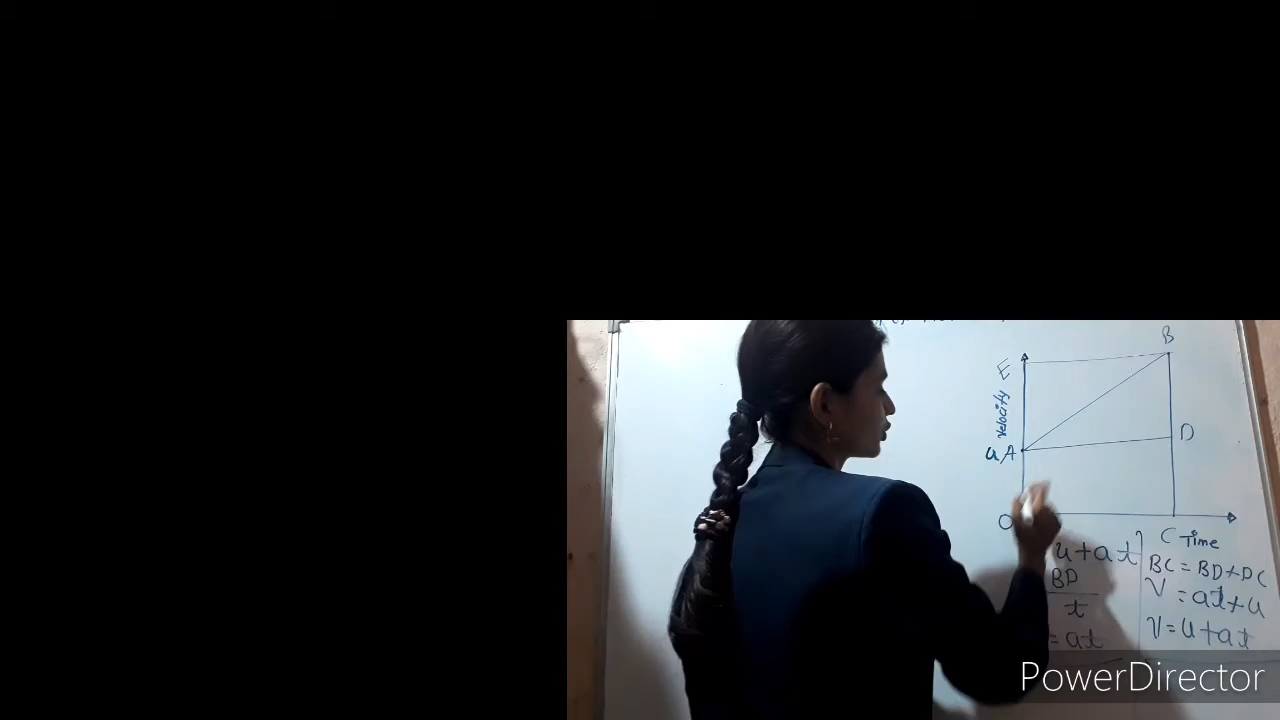 B
E
velocity
D
u A
O
C Time
u + at
BC = BD + DC
BD
V = at + u
t
V = u + at
= at
PowerDirector